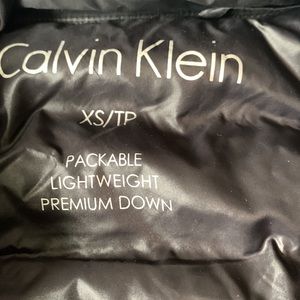 Calvin Klein
XS/TP
PACKABLE
LIGHTWEIGHT
PREMIUM DOWN